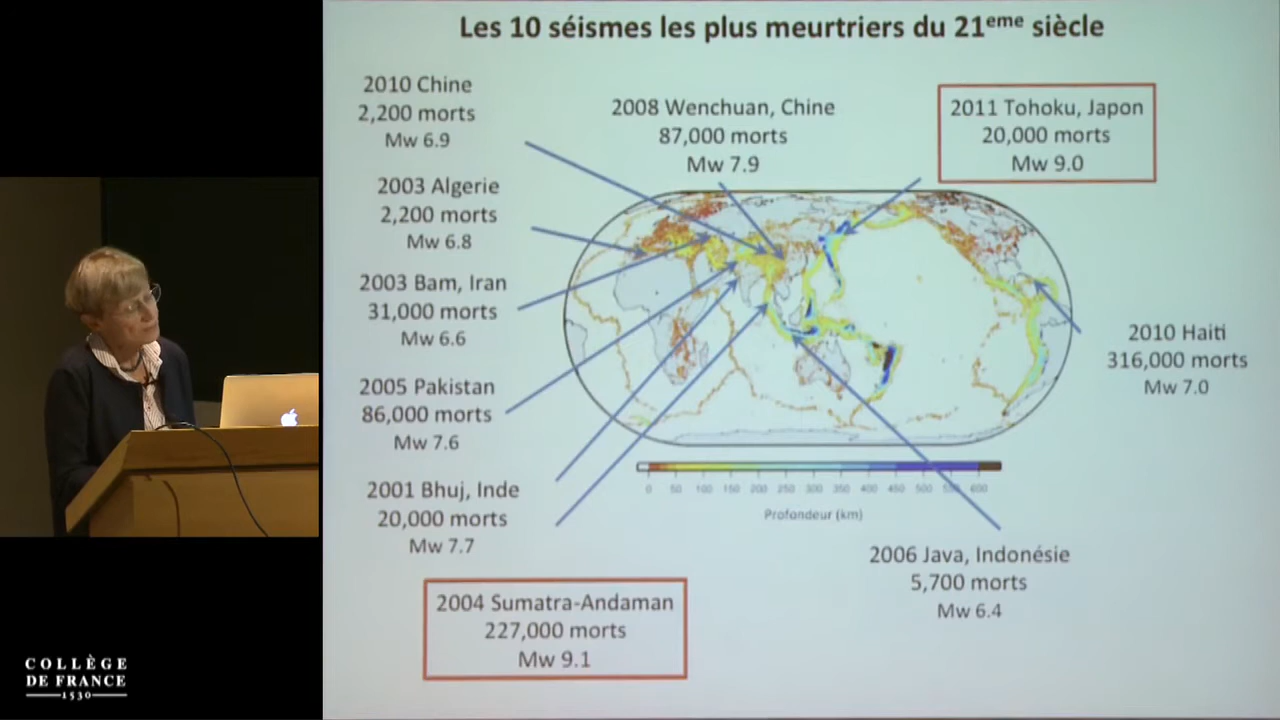 Les 10 séismes les plus meurtriers du 21eme siècle
2010 Chine
2,200 morts
Mw 6.9
2008 Wenchuan, Chine
87,000 morts
Mw 7.9
2011 Tohoku, Japon
20,000 morts
Mw 9.0
2003 Algerie
2,200 morts
Mw 6.8
2003 Bam, Iran
31,000 morts
Mw 6.6
2005 Pakistan
86,000 morts
Mw 7.6
2001 Bhuj, Inde
20,000 morts
Mw 7.7
2004 Sumatra-Andaman
227,000 morts
Mw 9.1
2010 Haiti
316,000 morts
Mw 7.0
0 50 100 150 200 250 300 350 400 450 500 550 600
Profondeur (km)
2006 Java, Indonésie
5,700 morts
Mw 6.4
COLLÈGE
DE FRANCE
1530